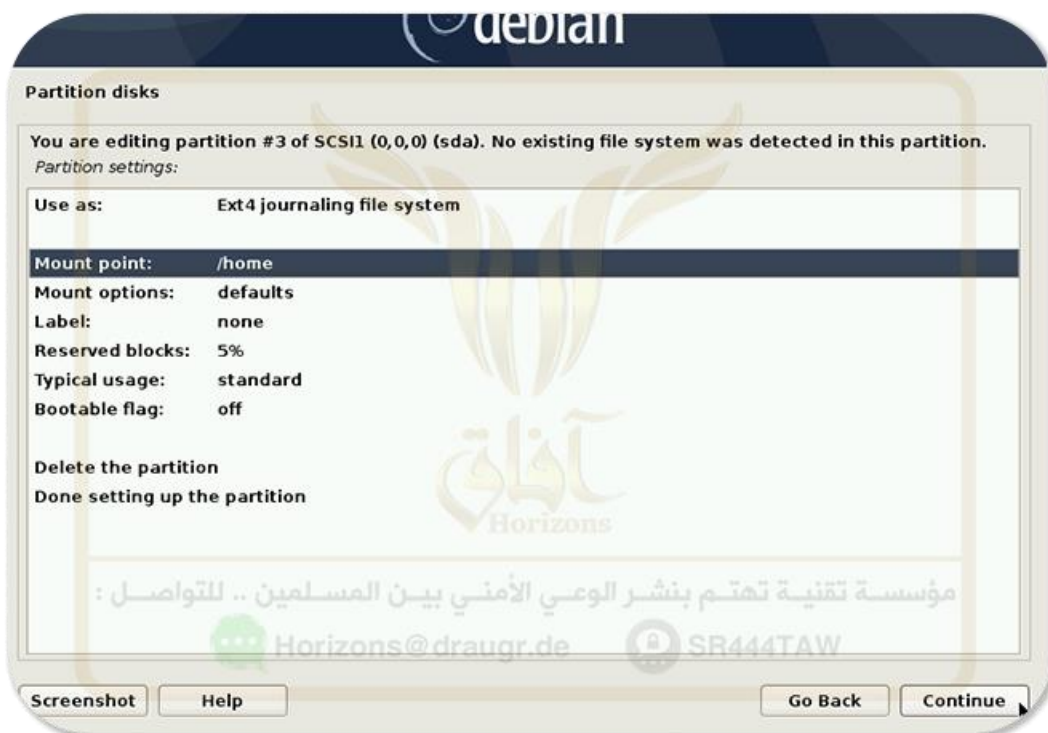 debian
Partition disks
You are editing partition #3 of SCSI1 (0,0,0) (sda). No existing file system was detected in this partition.
Partition settings:
Use as: Ext4 journaling file system
Mount point: /home
Mount options: defaults
Label: none
Reserved blocks: 5%
Typical usage: standard
Bootable flag: off
Delete the partition
Done setting up the partition
آفاق
Horizons
مؤسسة تقنية تهتم بنشر الوعي الأمني بين المسلمين .. للتواصل :
Horizons@draugr.de SR444TAW
Screenshot Help Go Back Continue